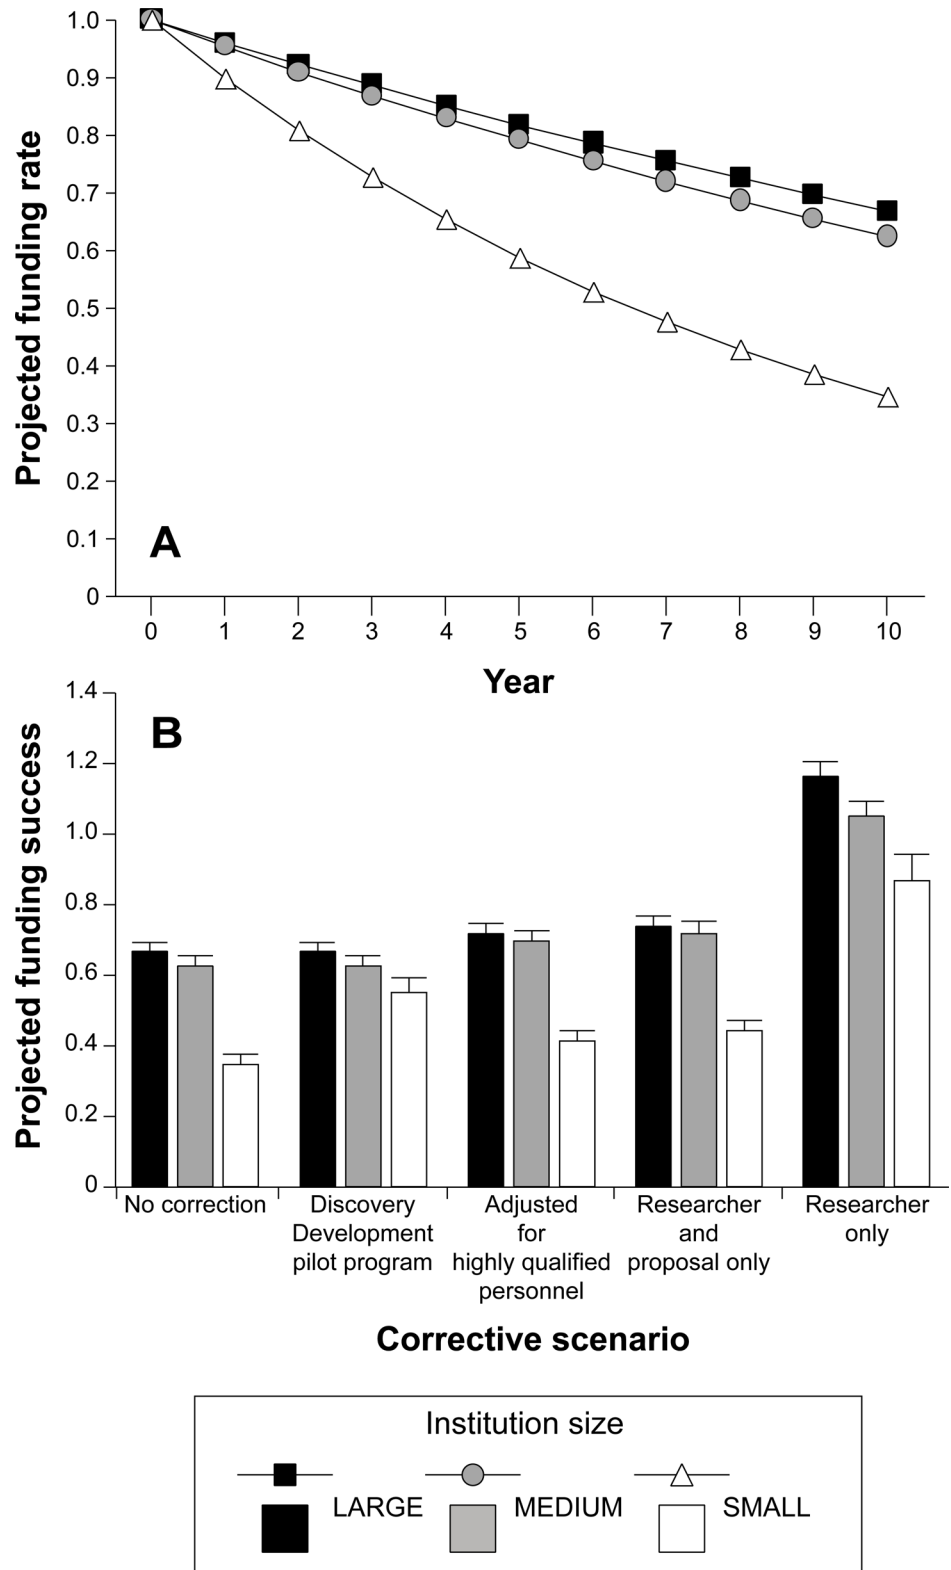 Projected funding rate
1.0
0.9
0.8
0.7
0.6
0.5
0.4
0.3
0.2
0.1
0
A
0 1 2 3 4 5 6 7 8 9 10
Year
Projected funding success
1.4
1.2
1.0
0.8
0.6
0.4
0.2
0
B
No correction
Discovery
Development
pilot program
Adjusted
for
highly qualified
personnel
Researcher
and
proposal only
Researcher
only
Corrective scenario
Institution size
LARGE MEDIUM SMALL